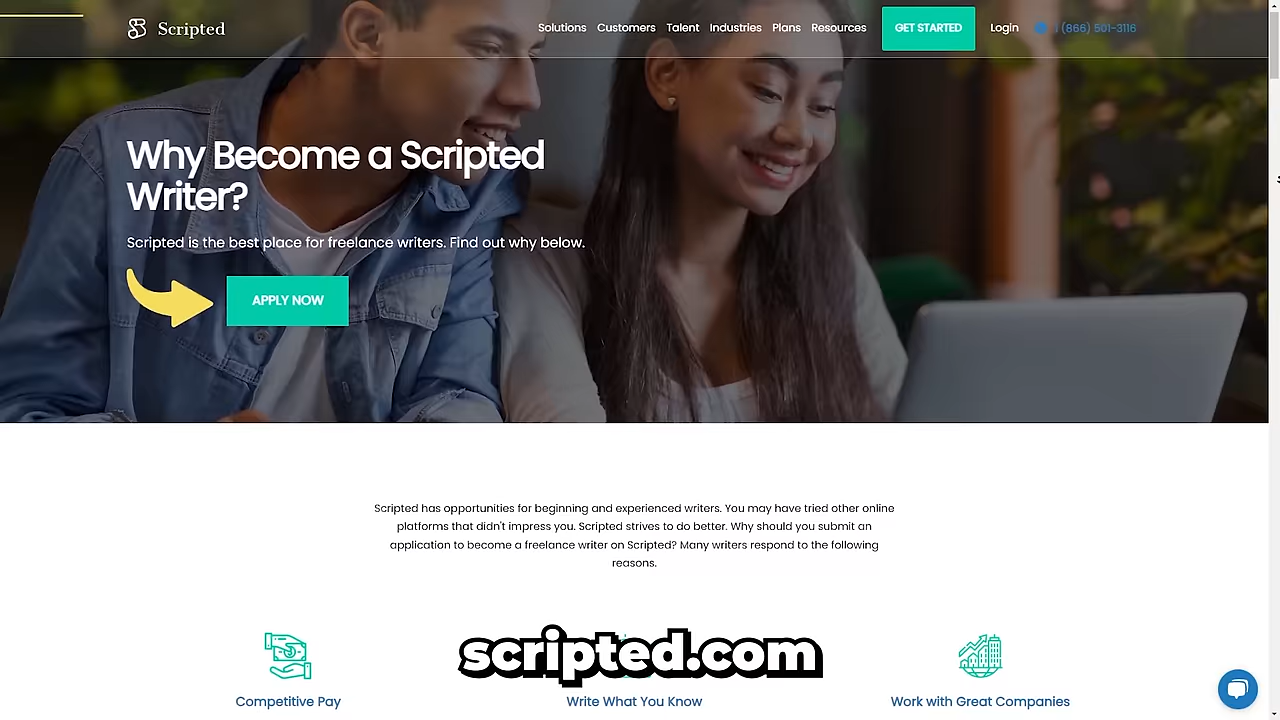 Scripted
Solutions Customers Talent Industries Plans Resources GET STARTED Login 1 (866) 501-3116
Why Become a Scripted
Writer?
Scripted is the best place for freelance writers. Find out why below.
APPLY NOW
Scripted has opportunities for beginning and experienced writers. You may have tried other online
platforms that didn't impress you. Scripted strives to do better. Why should you submit an
application to become a freelance writer on Scripted? Many writers respond to the following
reasons.
scripted.com
Competitive Pay Write What You Know Work with Great Companies